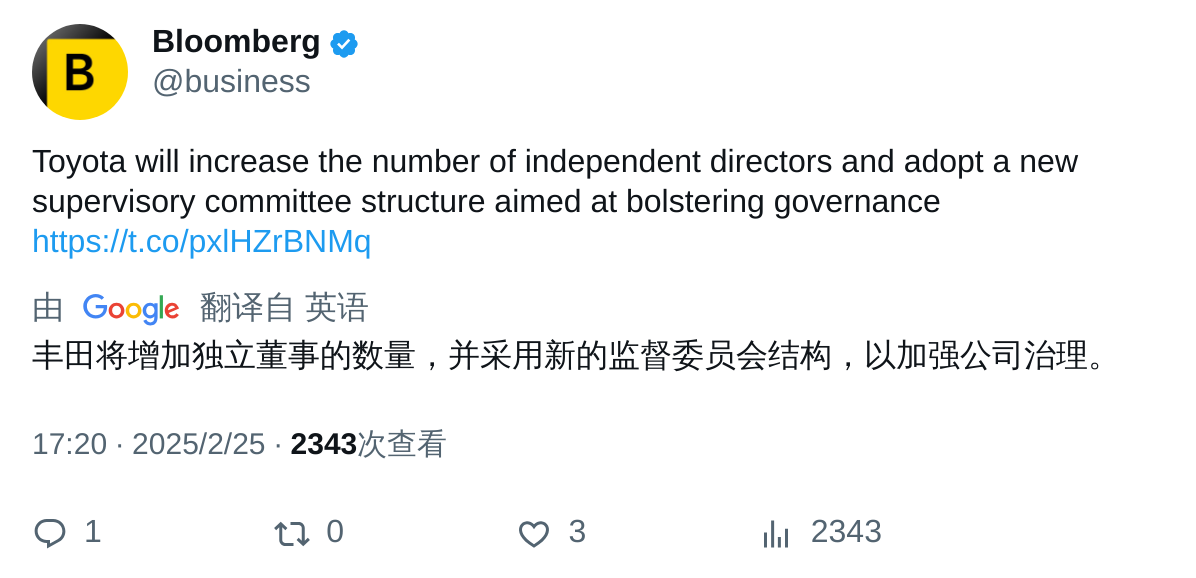 B
Bloomberg
@business
Toyota will increase the number of independent directors and adopt a new
supervisory committee structure aimed at bolstering governance
https://t.co/pxlHZrBNMq
由 Google 翻译自 英语
丰田将增加独立董事的数量，并采用新的监督委员会结构，以加强公司治理。
17:20 · 2025/2/25 · 2343次查看
1 0 3 2343